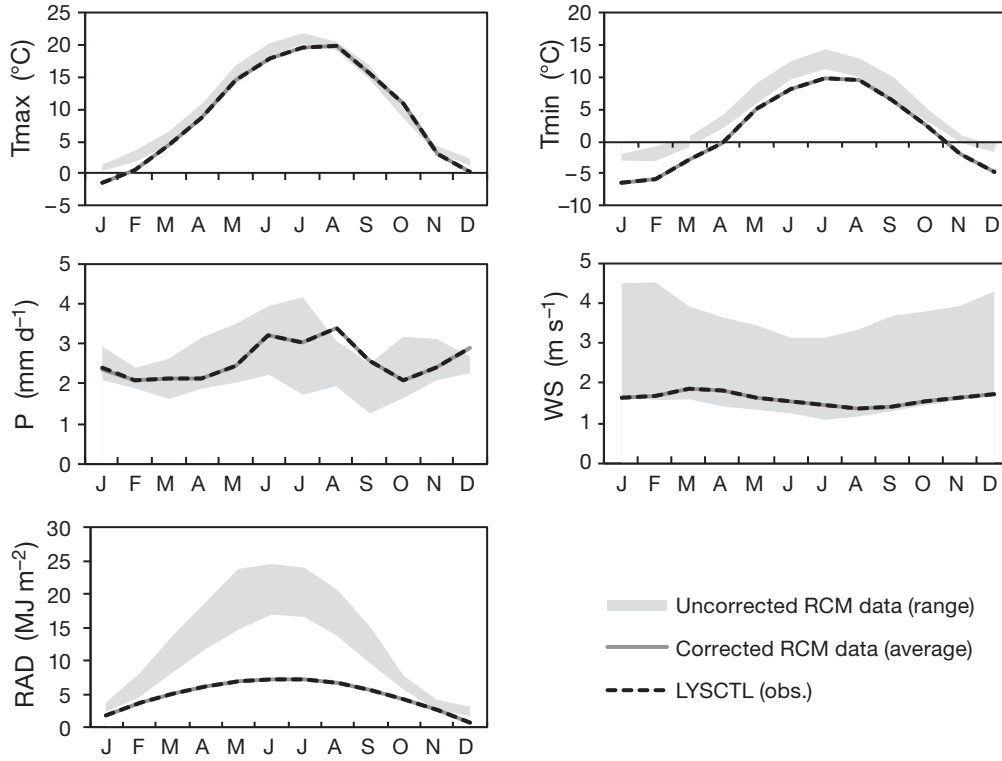 Tmax (°C)
25
20
15
10
5
0
–5
J F M A M J J A S O N D
Tmin (°C)
20
15
10
5
0
–5
–10
J F M A M J J A S O N D
P (mm d–1)
5
4
3
2
1
0
J F M A M J J A S O N D
WS (m s–1)
5
4
3
2
1
0
J F M A M J J A S O N D
RAD (MJ m–2)
30
25
20
15
10
5
0
J F M A M J J A S O N D
Uncorrected RCM data (range)
Corrected RCM data (average)
LYSCTL (obs.)